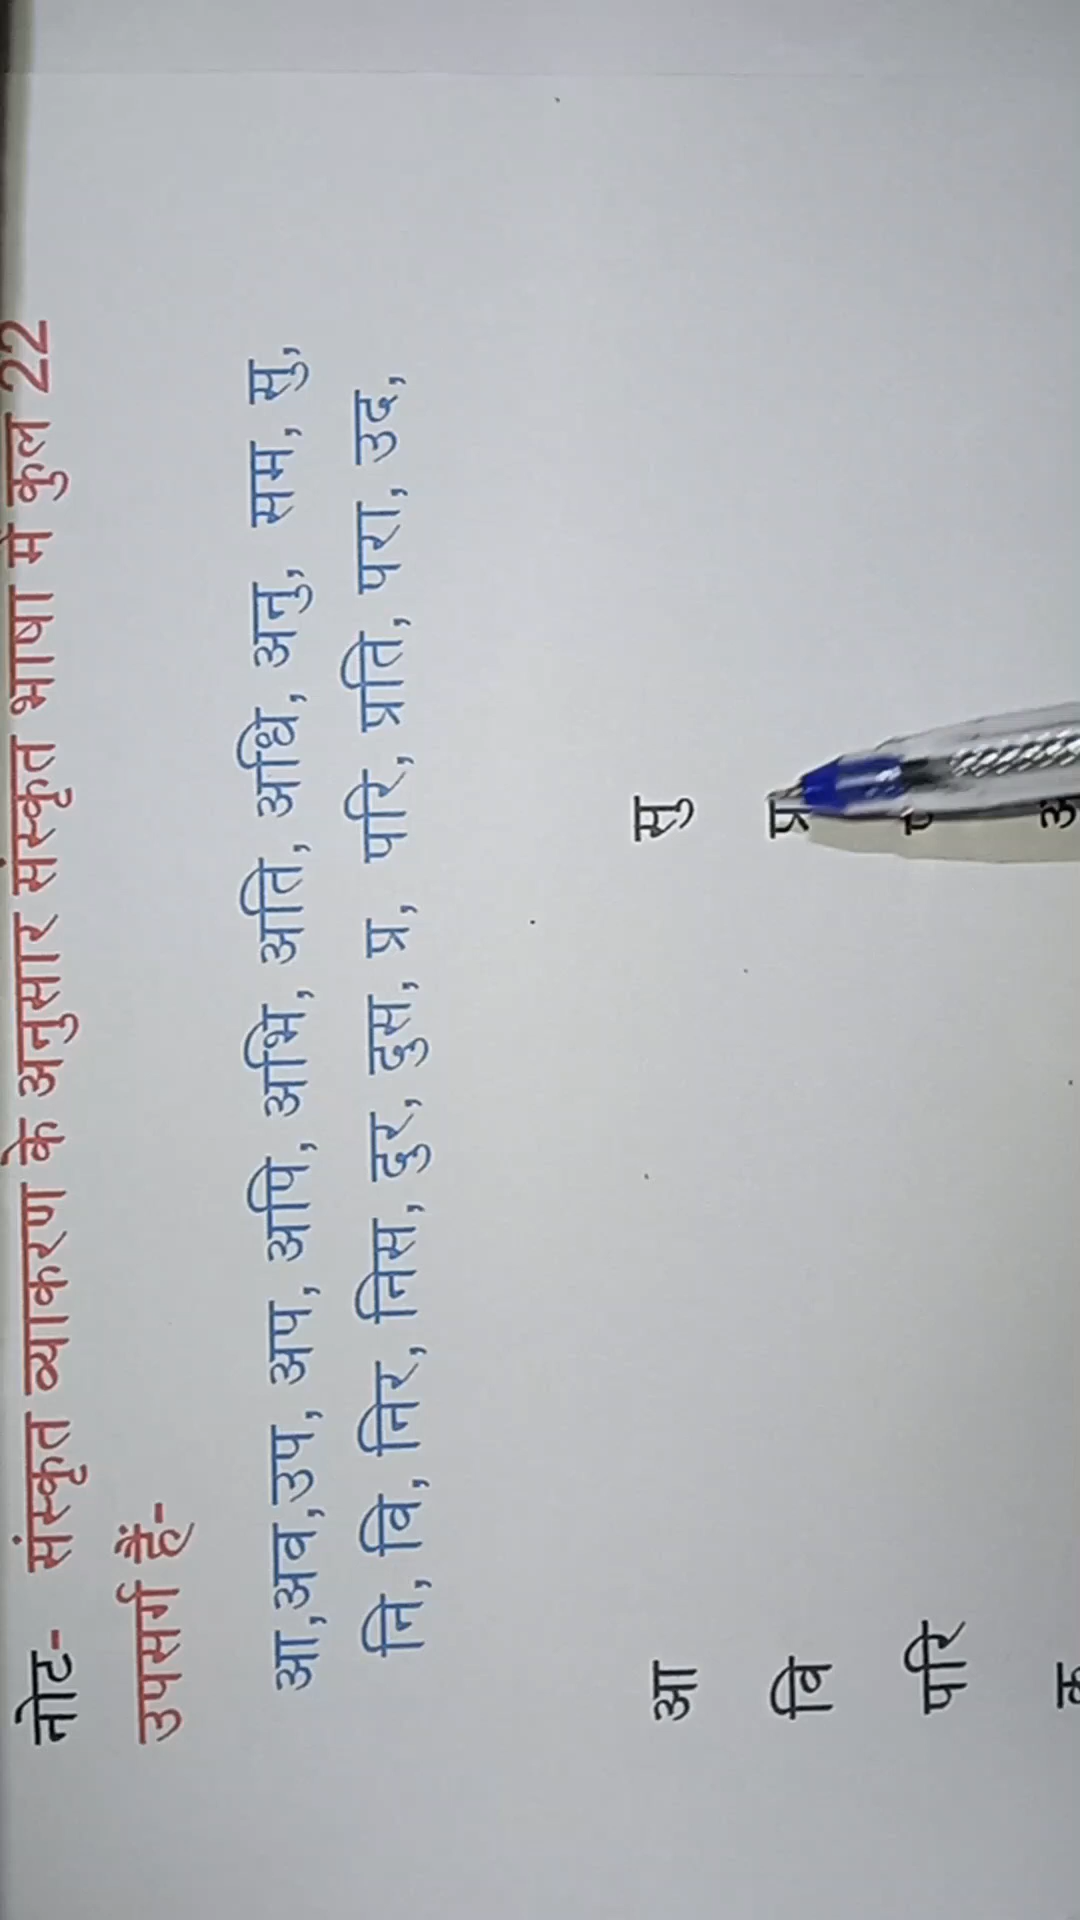 नोट- संस्कृत व्याकरण के अनुसार संस्कृत भाषा में कुल 22
उपसर्ग हैं-
आ,अव,उप, अप, अपि, अभि, अति, अधि, अनु, सम, सु,
नि, वि, निर, निस, दुर, दुस, प्र, परि, प्रति, परा, उद,
आ सु
वि प्र
परि